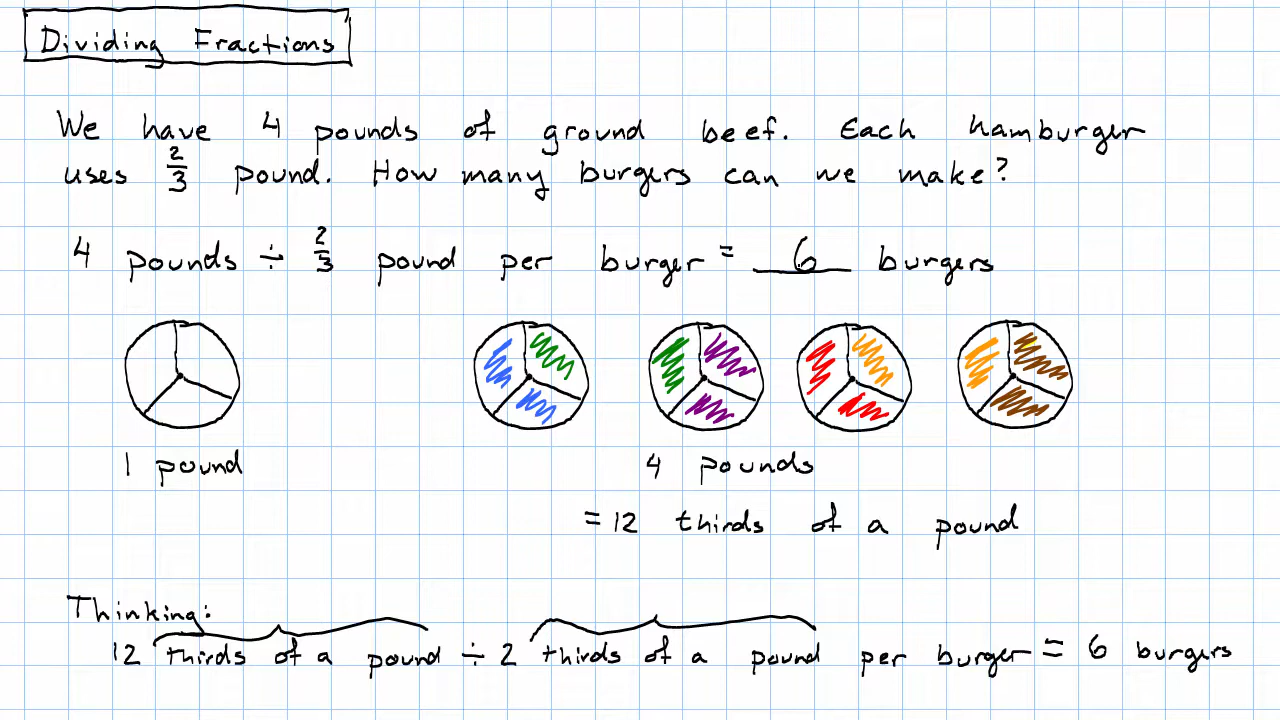 Dividing Fractions
We have 4 pounds of ground beef. Each hamburger
uses 2/3 pound. How many burgers can we make?
4 pounds ÷ 2/3 pound per burger = 6 burgers
1 pound
4 pounds
= 12 thirds of a pound
Thinking:
12 thirds of a pound ÷ 2 thirds of a pound per burger = 6 burgers